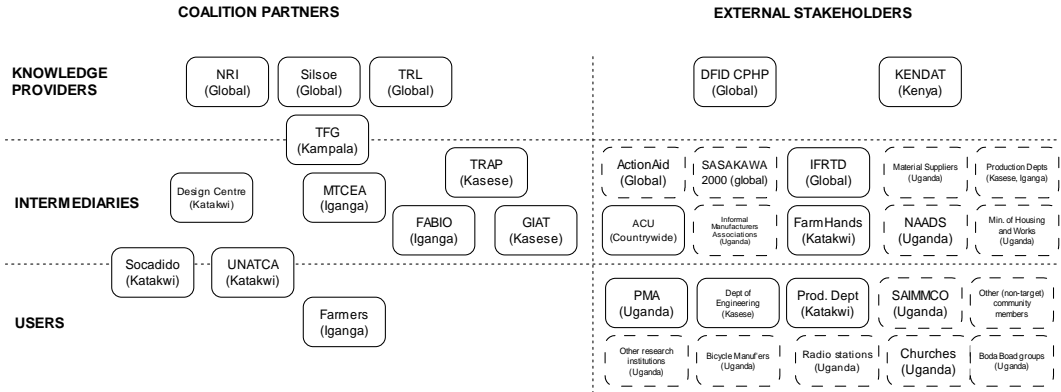 COALITION PARTNERS
EXTERNAL STAKEHOLDERS
KNOWLEDGE
PROVIDERS
NRI
(Global)
Silsoe
(Global)
TRL
(Global)
DFID CPHP
(Global)
KENDAT
(Kenya)
TFG
(Kampala)
INTERMEDIARIES
Design Centre
(Katakwi)
MTCEA
(Iganga)
TRAP
(Kasese)
FABIO
(Iganga)
GIAT
(Kasese)
ActionAid
(Global)
SASAKAWA
2000 (global)
IFRTD
(Global)
Material Suppliers
(Uganda)
Production Depts
(Kasese, Iganga)
ACU
(Countrywide)
Informal
Manufacturers
Associations
(Uganda)
FarmHands
(Katakwi)
NAADS
(Uganda)
Min. of Housing
and Works
(Uganda)
Socadido
(Katakwi)
UNATCA
(Katakwi)
USERS
Farmers
(Iganga)
PMA
(Uganda)
Dept of
Engineering
(Kasese)
Prod. Dept
(Katakwi)
SAIMMCO
(Uganda)
Other (non-target)
community
members
Other research
institutions
(Uganda)
Bicycle Manuf'ers
(Uganda)
Radio stations
(Uganda)
Churches
(Uganda)
Boda Boad groups
(Uganda)